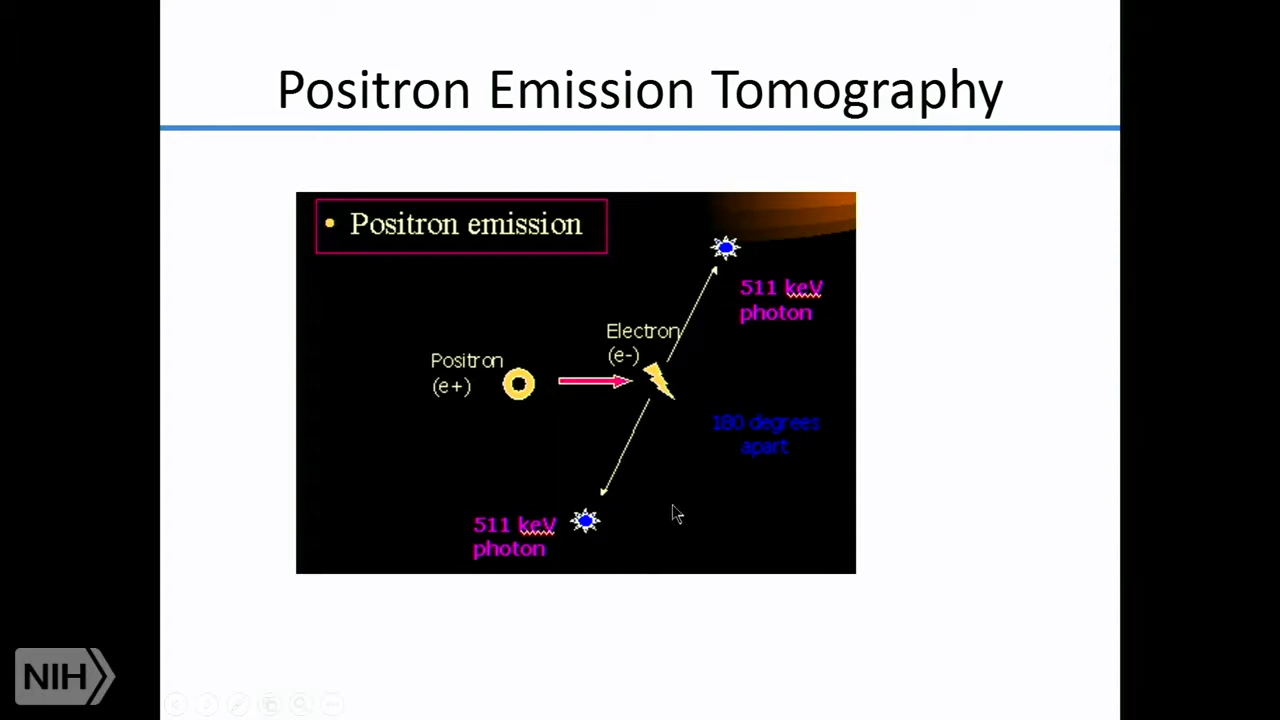 Positron Emission Tomography
• Positron emission
511 keV
photon
Electron
(e-)
Positron
(e+)
180 degrees
apart
511 keV
photon
NIH